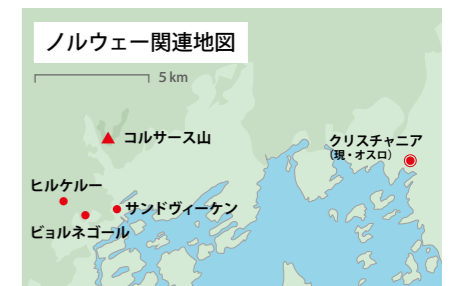 ノルウェー関連地図
5 km
コルサース山
クリスチャニア
(現・オスロ)
ヒルケルー
サンドヴィーケン
ビョルネゴール